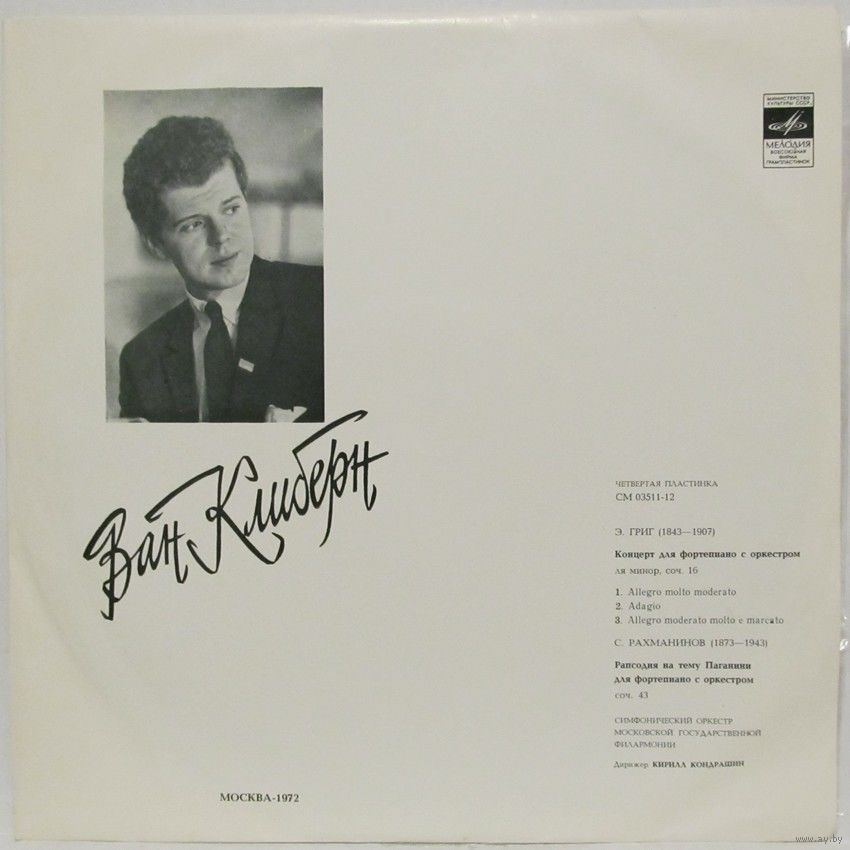 МИНИСТЕРСТВО
КУЛЬТУРЫ СССР
МЕЛОДИЯ
ВСЕСОЮЗНАЯ
ФИРМА
ГРАМПЛАСТИНОК
Ван Клиберн
ЧЕТВЕРТАЯ ПЛАСТИНКА
СМ 03511-12
Э. ГРИГ (1843—1907)
Концерт для фортепиано с оркестром
ля минор, соч. 16
1. Allegro molto moderato
2. Adagio
3. Allegro moderato molto e marcato
С. РАХМАНИНОВ (1873—1943)
Рапсодия на тему Паганини
для фортепиано с оркестром
соч. 43
СИМФОНИЧЕСКИЙ ОРКЕСТР
МОСКОВСКОЙ ГОСУДАРСТВЕННОЙ
ФИЛАРМОНИИ
Дирижер КИРИЛЛ КОНДРАШИН
МОСКВА-1972
www.ay.by